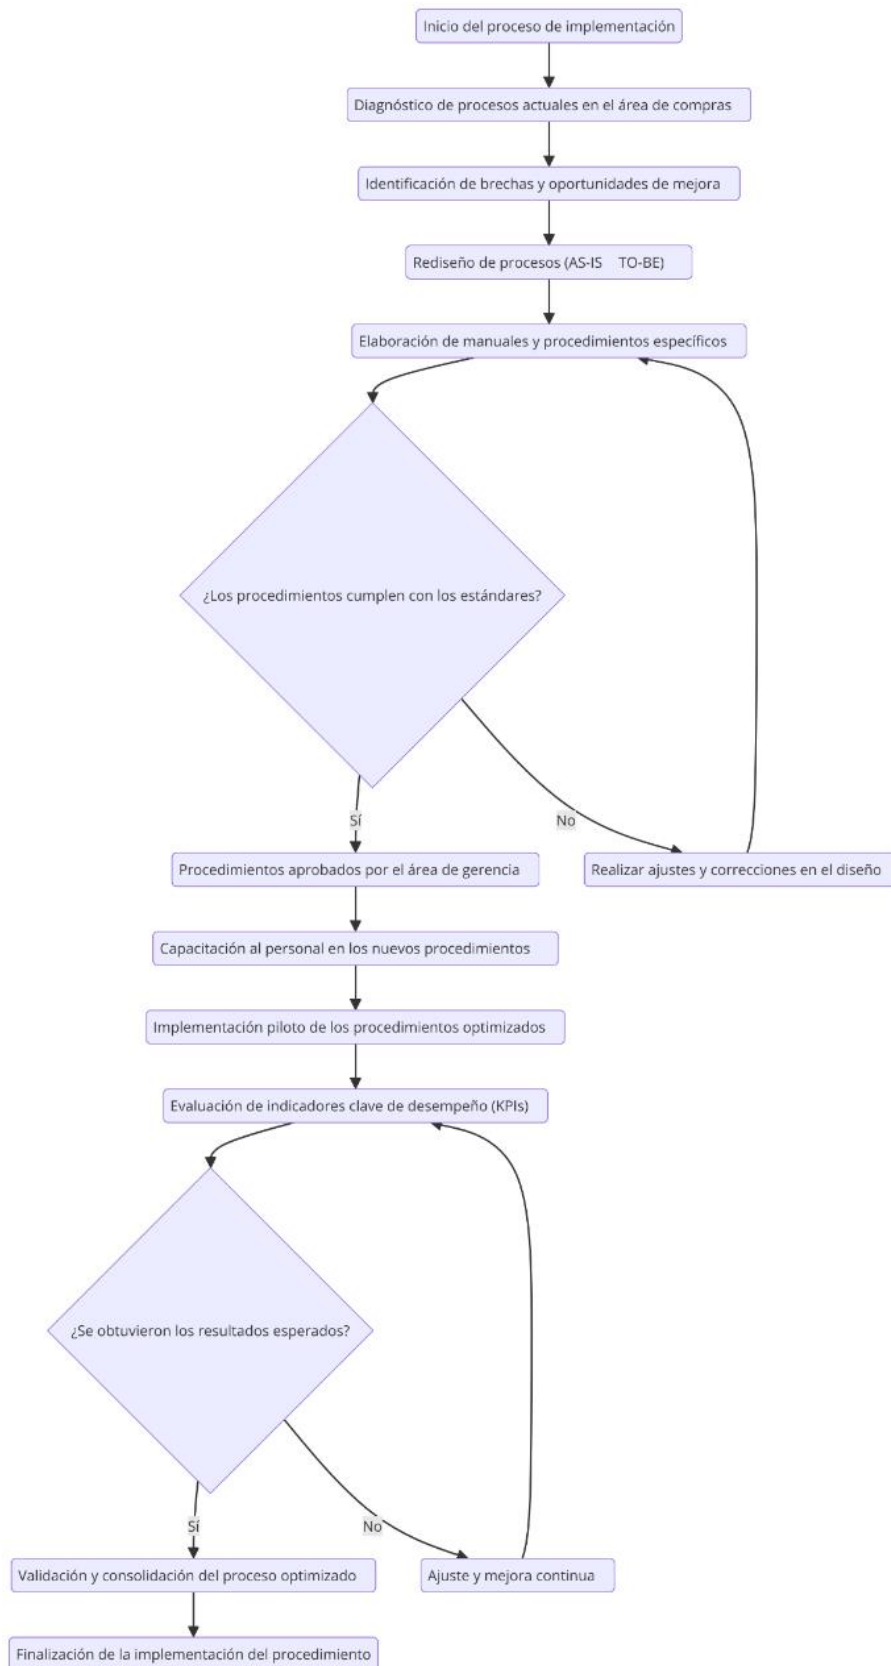 Inicio del proceso de implementación
Diagnóstico de procesos actuales en el área de compras
Identificación de brechas y oportunidades de mejora
Rediseño de procesos (AS-IS TO-BE)
Elaboración de manuales y procedimientos específicos
¿Los procedimientos cumplen con los estándares?
Sí
No
Procedimientos aprobados por el área de gerencia
Realizar ajustes y correcciones en el diseño
Capacitación al personal en los nuevos procedimientos
Implementación piloto de los procedimientos optimizados
Evaluación de indicadores clave de desempeño (KPIs)
¿Se obtuvieron los resultados esperados?
Sí
No
Validación y consolidación del proceso optimizado
Ajuste y mejora continua
Finalización de la implementación del procedimiento